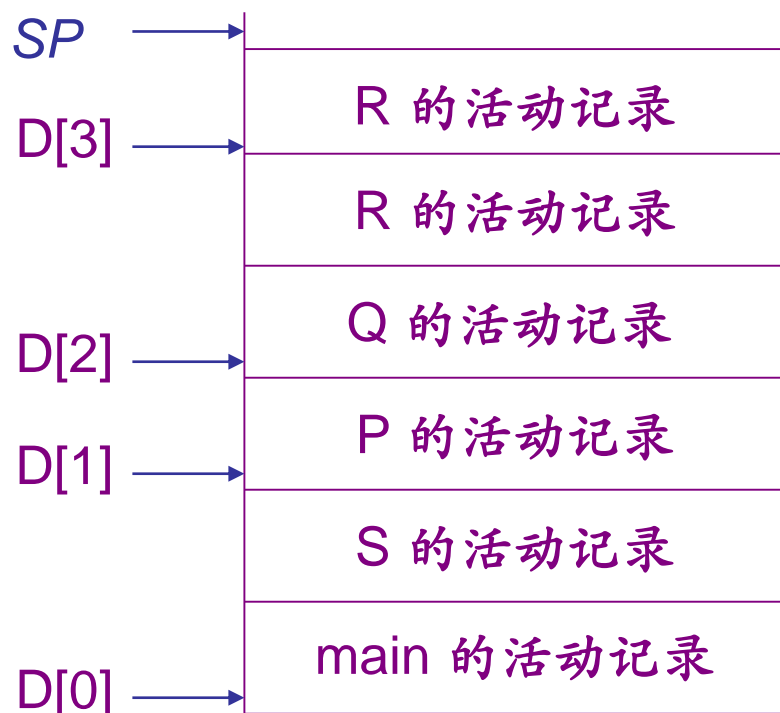 SP
R 的活动记录
D[3]
R 的活动记录
Q 的活动记录
D[2]
P 的活动记录
D[1]
S 的活动记录
main 的活动记录
D[0]